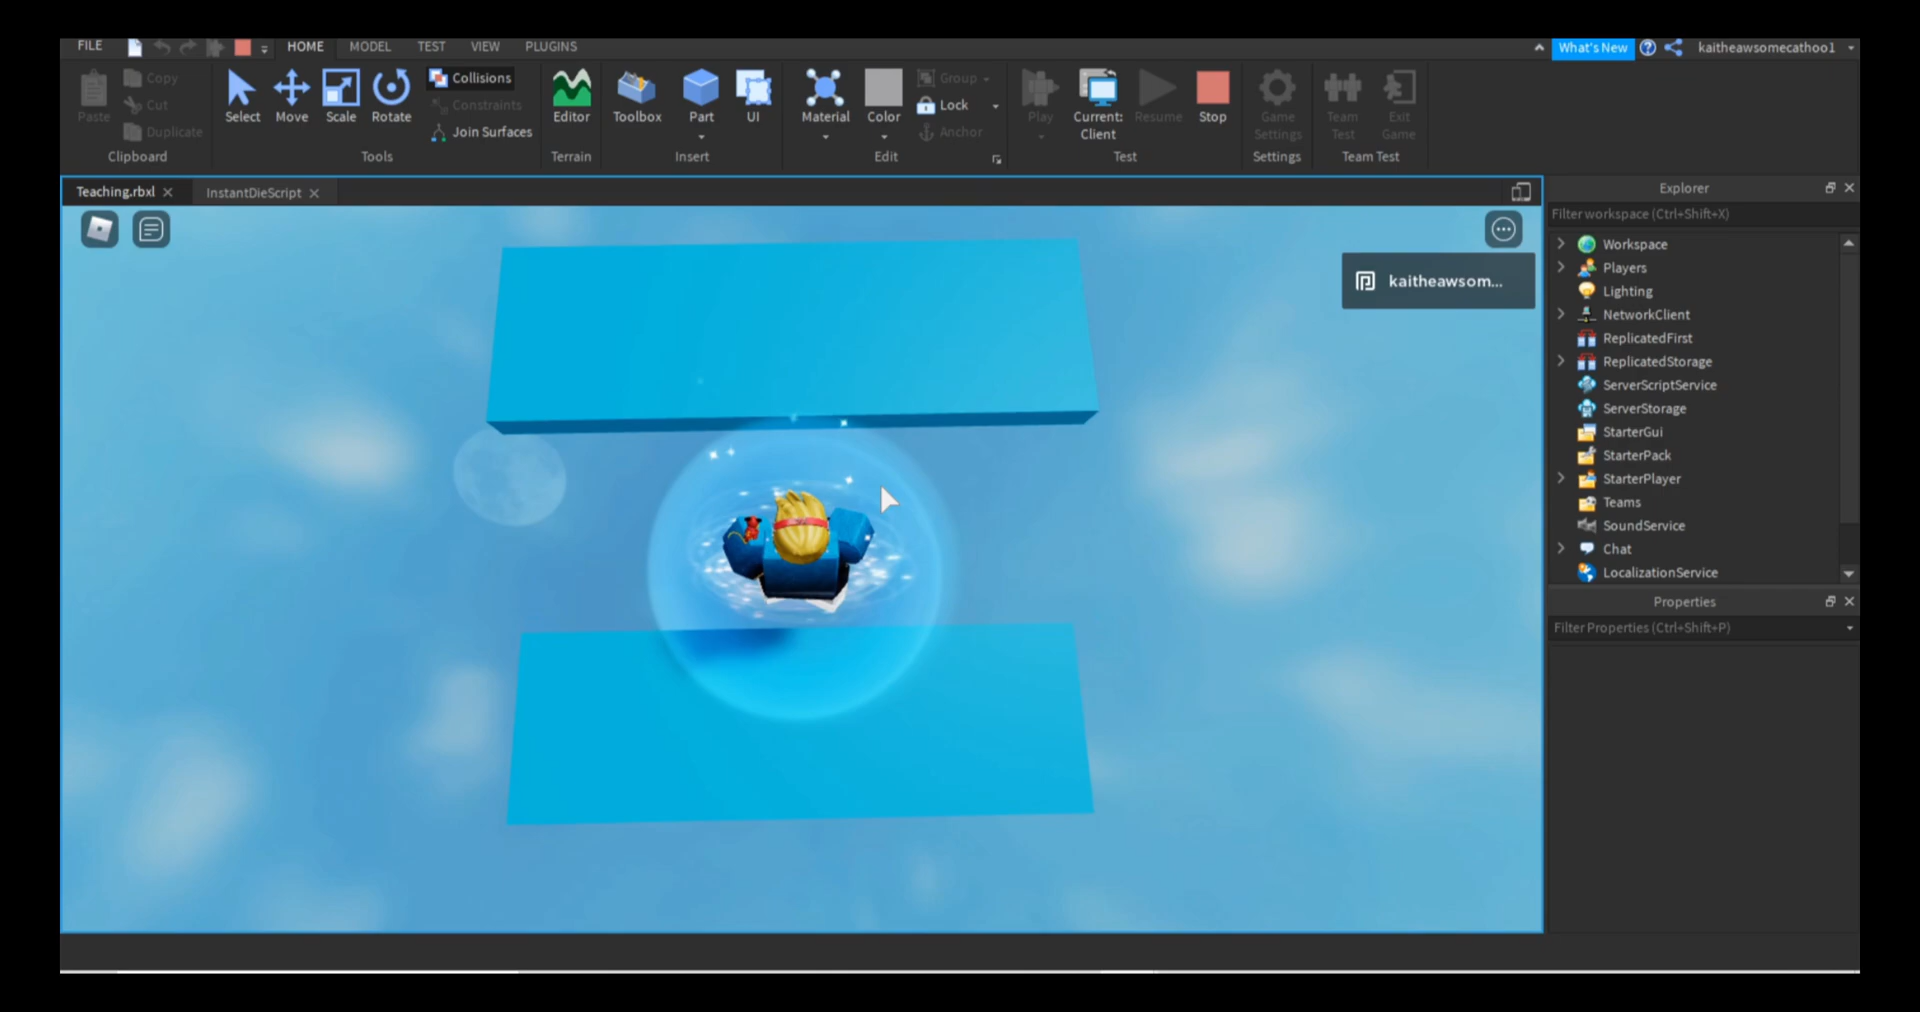 FILE HOME MODEL TEST VIEW PLUGINS What's New kaitheawsomecathoo1
Paste Copy Cut Duplicate
Clipboard
Select Move Scale Rotate
Collisions
Constraints
Join Surfaces
Tools
Editor
Terrain
Toolbox Part UI
Insert
Material Color
Group
Lock
Anchor
Edit
Play
Current:
Client
Resume Stop
Test
Game
Settings
Settings
Team
Test
Exit
Game
Team Test
Teaching.rbxl InstantDieScript
kaitheawsom...
Explorer
Filter workspace (Ctrl+Shift+X)
Workspace
Players
Lighting
NetworkClient
ReplicatedFirst
ReplicatedStorage
ServerScriptService
ServerStorage
StarterGui
StarterPack
StarterPlayer
Teams
SoundService
Chat
LocalizationService
Properties
Filter Properties (Ctrl+Shift+P)